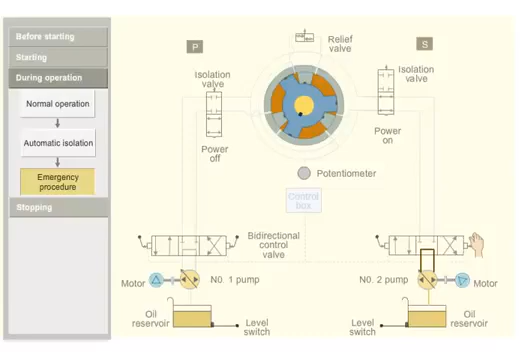 Before starting
Starting
During operation
Normal operation
Automatic isolation
Emergency
procedure
Stopping
P
S
Relief
valve
Isolation
valve
Isolation
valve
Power
off
Power
on
Potentiometer
Control
box
Bidirectional
control
valve
N0. 1 pump
N0. 2 pump
Motor
Motor
Oil
reservoir
Level
switch
Level
switch
Oil
reservoir